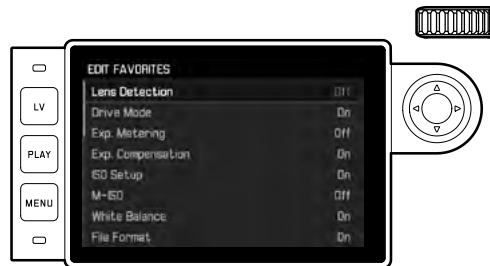 EDIT FAVORITES
Lens Detection Off
Drive Mode On
Exp. Metering Off
Exp. Compensation On
ISO Setup On
M-ISO Off
White Balance On
File Format On
LV
PLAY
MENU